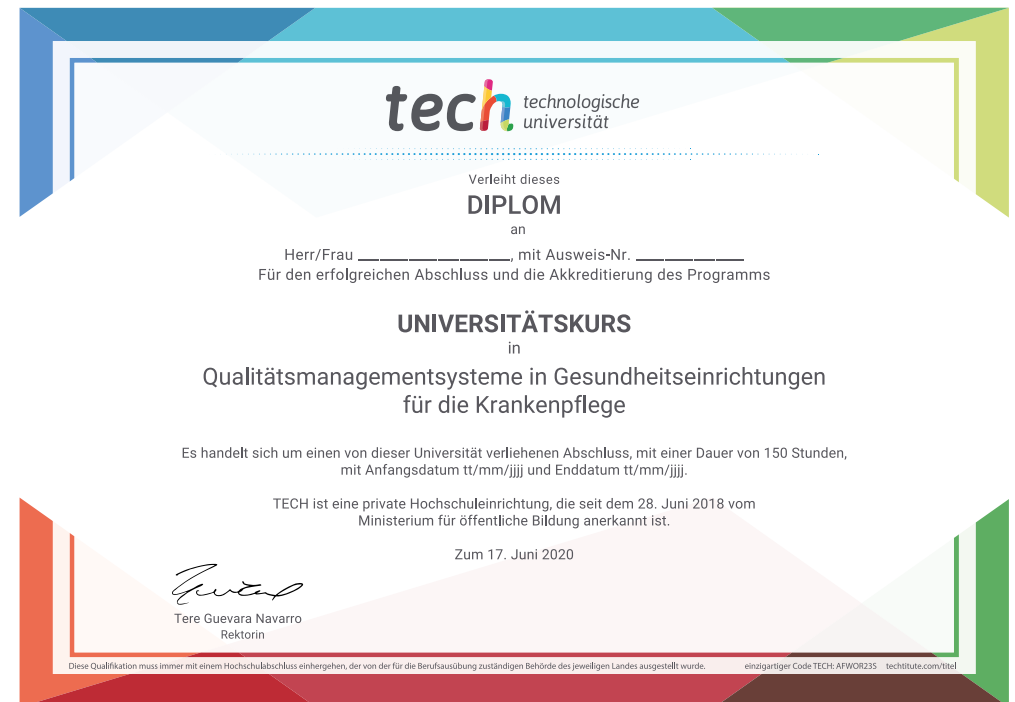 tech technologische
universität
Verleiht dieses
DIPLOM
an
Herr/Frau ________________, mit Ausweis-Nr. ____________
Für den erfolgreichen Abschluss und die Akkreditierung des Programms
UNIVERSITÄTSKURS
in
Qualitätsmanagementsysteme in Gesundheitseinrichtungen
für die Krankenpflege
Es handelt sich um einen von dieser Universität verliehenen Abschluss, mit einer Dauer von 150 Stunden,
mit Anfangsdatum tt/mm/jjjj und Enddatum tt/mm/jjjj.
TECH ist eine private Hochschuleinrichtung, die seit dem 28. Juni 2018 vom
Ministerium für öffentliche Bildung anerkannt ist.
Zum 17. Juni 2020
Tere Guevara Navarro
Rektorin
Diese Qualifikation muss immer mit einem Hochschulabschluss einhergehen, der von der für die Berufsausübung zuständigen Behörde des jeweiligen Landes ausgestellt wurde. einzigartiger Code TECH: AFWOR23S techtitute.com/titel